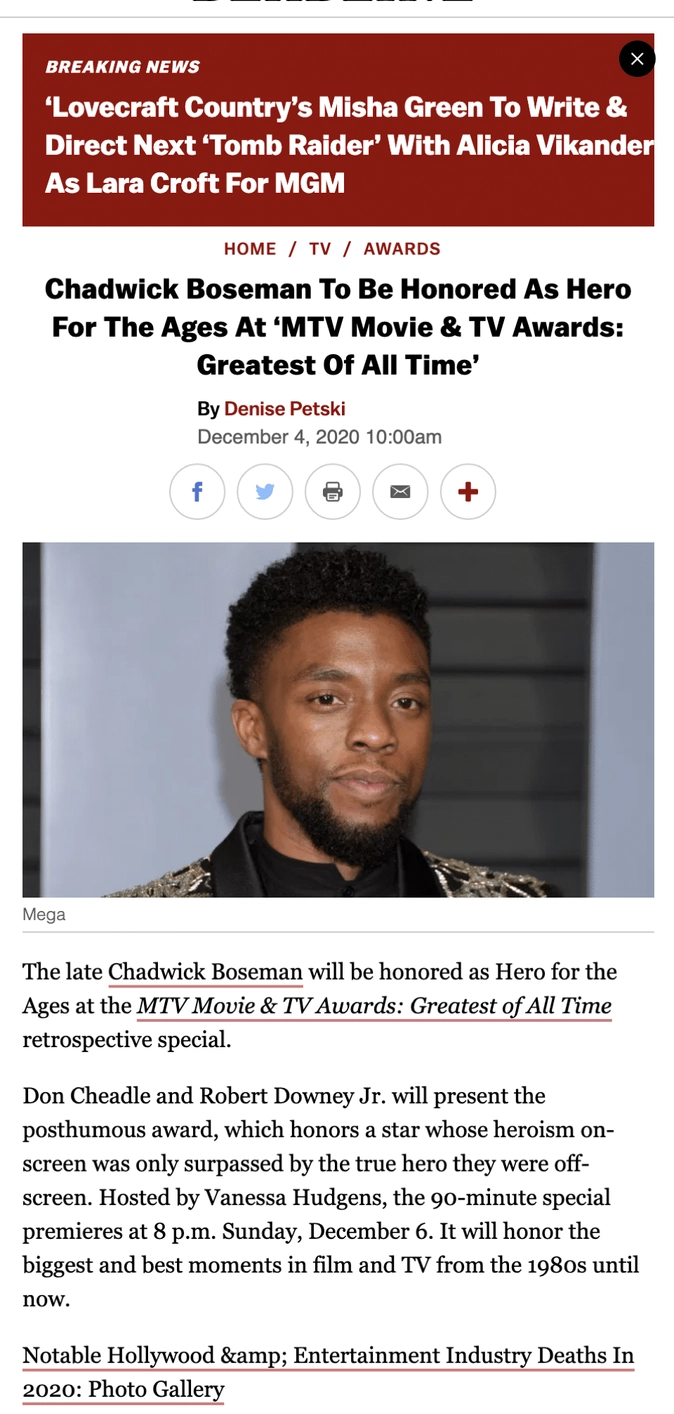 BREAKING NEWS
‘Lovecraft Country’s Misha Green To Write &
Direct Next ‘Tomb Raider’ With Alicia Vikander
As Lara Croft For MGM
HOME / TV / AWARDS
Chadwick Boseman To Be Honored As Hero
For The Ages At ‘MTV Movie & TV Awards:
Greatest Of All Time’
By Denise Petski
December 4, 2020 10:00am
Mega
The late Chadwick Boseman will be honored as Hero for the
Ages at the MTV Movie & TV Awards: Greatest of All Time
retrospective special.
Don Cheadle and Robert Downey Jr. will present the
posthumous award, which honors a star whose heroism on-
screen was only surpassed by the true hero they were off-
screen. Hosted by Vanessa Hudgens, the 90-minute special
premieres at 8 p.m. Sunday, December 6. It will honor the
biggest and best moments in film and TV from the 1980s until
now.
Notable Hollywood &amp; Entertainment Industry Deaths In
2020: Photo Gallery